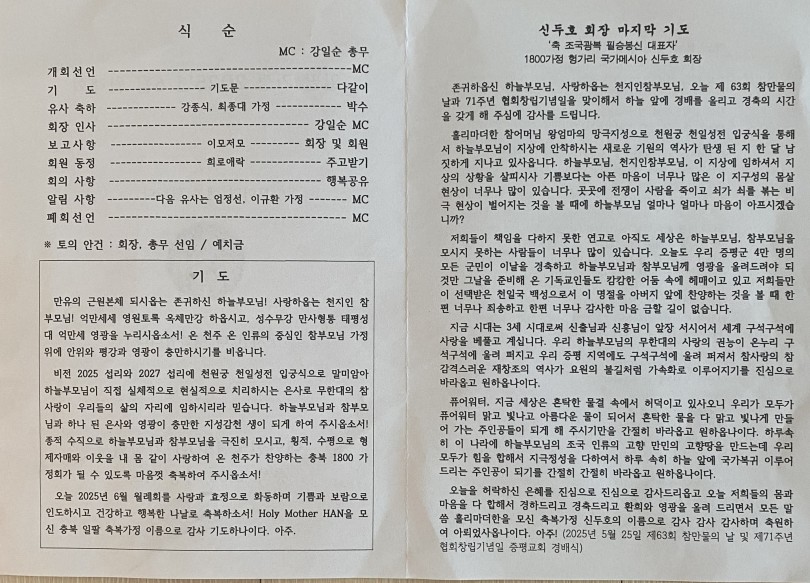 식 순
MC : 강일순 총무
개회선언 ----------------------------------------MC
기 도 ----------------- 기도문 --------------- 다같이
유사 축하 ------------ 강종식, 최종대 가정 ----------- 박수
회장 인사 ---------------------------------- 강일순 MC
보고사항 --------------- 이모저모 ---------- 회장 및 회원
회원 동정 --------------- 희로애락 ----------- 주고받기
회의 사항 ------------------------------------행복공유
알림 사항 ---------다음 유사는 엄정선, 이규환 가정 ------- MC
폐회선언 ---------------------------------------- MC
※ 토의 안건 : 회장, 총무 선임 / 예치금
기 도
만유의 근원본체 되시옵는 존귀하신 하늘부모님! 사랑하옵는 천지인 참
부모님! 억만세세 영원토록 옥체만강 하옵시고, 성수무강 만사형통 태평성
대 억만세 영광을 누리시옵소서! 온 천주 온 인류의 중심인 참부모님 가정
위에 안위와 평강과 영광이 충만하시기를 비옵니다.
비전 2025 섭리와 2027 섭리에 천원궁 천일성전 입궁식으로 말미암아
하늘부모님이 직접 실체적으로 현실적으로 치리하시는 은사로 무한대의 참
사랑이 우리들의 삶의 자리에 임하시리라 믿습니다. 하늘부모님과 참부모
님과 하나 된 은사와 영광이 충만한 지성감천 생이 되게 하여 주시옵소서!
종적 수직으로 하늘부모님과 참부모님을 극진히 모시고, 횡적, 수평으로 형
제자매와 이웃을 내 몸 같이 사랑하여 온 천주가 찬양하는 충북 1800 가
정회가 될 수 있도록 마음껏 축복하여 주시옵소서!
오늘 2025년 6월 월례회를 사랑과 효정으로 화동하며 기쁨과 보람으로
인도하시고 건강하고 행복한 나날로 축복하소서! Holy Mother HAN을 모
신 충북 일팔 축복가정 이름으로 감사 기도하나이다. 아주.
신두호 회장 마지막 기도
'축 조국광복 필승봉신 대표자'
1800가정 헝가리 국가메시아 신두호 회장
존귀하옵신 하늘부모님, 사랑하옵는 천지인참부모님, 오늘 제 63회 참만물의
날과 71주년 협회창립기념일을 맞이해서 하늘 앞에 경배를 올리고 경축의 시간
을 갖게 해 주심에 감사를 드립니다.
홀리마더한 참어머님 왕엄마의 망극지성으로 천원궁 천일성전 입궁식을 통해
서 하늘부모님이 지상에 안착하시는 새로운 기원의 역사가 탄생 된 지 한 달 남
짓하게 지나고 있사옵니다. 하늘부모님, 천지인참부모님, 이 지상에 임하셔서 지
상의 상황을 살피시사 기쁨보다는 아픈 마음이 너무나 많은 이 지구성의 몸살
현상이 너무나 많이 있습니다. 곳곳에 전쟁이 사람을 죽이고 쇠가 쇠를 볶는 비
극 현상이 벌어지는 것을 볼 때에 하늘부모님 얼마나 얼마나 마음이 아프시겠습
니까?
저희들이 책임을 다하지 못한 연고로 아직도 세상은 하늘부모님, 참부모님을
모시지 못하는 사람들이 너무나 많이 있습니다. 오늘도 우리 증평군 4만 명의
모든 군민이 이날을 경축하고 하늘부모님과 참부모님께 영광을 올려드려야 되
것만 그날을 준비해 온 기독교인들도 캄캄한 어둠 속에 헤매이고 있고 저희들만
이 선택받은 천일국 백성으로서 이 명절을 아버지 앞에 찬양하는 것을 볼 때 한
편 너무나 죄송하고 한편 너무나 감사한 마음 금할 길이 없습니다.
지금 시대는 3세 시대로써 신출님과 신흥님이 앞장 서시어서 세계 구석구석에
사랑을 베풀고 계십니다. 우리 하늘부모님의 무한대의 사랑의 권능이 온누리 구
석구석에 울려 퍼지고 우리 증평 지역에도 구석구석에 울려 퍼져서 참사랑의 참
감격스러운 재창조의 역사가 요원의 불길처럼 가속화로 이루어지기를 진심으로
바라옵고 원하옵나이다.
퓨어워터, 지금 세상은 혼탁한 물결 속에서 허덕이고 있사오니 우리가 모두가
퓨어워터 맑고 빛나고 아름다운 물이 되어서 혼탁한 물을 다 맑고 빛나게 만들
어 가는 주인공들이 되게 해 주시기만을 간절히 바라옵고 원하옵나이다. 하루속
히 이 나라에 하늘부모님의 조국 인류의 고향 만민의 고향땅을 만드는데 우리
모두가 힘을 합해서 지극정성을 다하여서 하루 속히 하늘 앞에 국가복귀 이루어
드리는 주인공이 되기를 간절히 간절히 바라옵고 원하옵나이다.
오늘을 허락하신 은혜를 진심으로 진심으로 감사드리옵고 오늘 저희들의 몸과
마음을 다 합해서 경하드리고 경축드리고 환희와 영광을 올려 드리면서 모든 말
씀 홀리마더한을 모신 축복가정 신두호의 이름으로 감사 감사 감사하며 축원하
여 아뢰었사옵나이다. 아주! (2025년 5월 25일 제63회 참만물의 날 및 제71주년
협회창립기념일 증평교회 경배식)